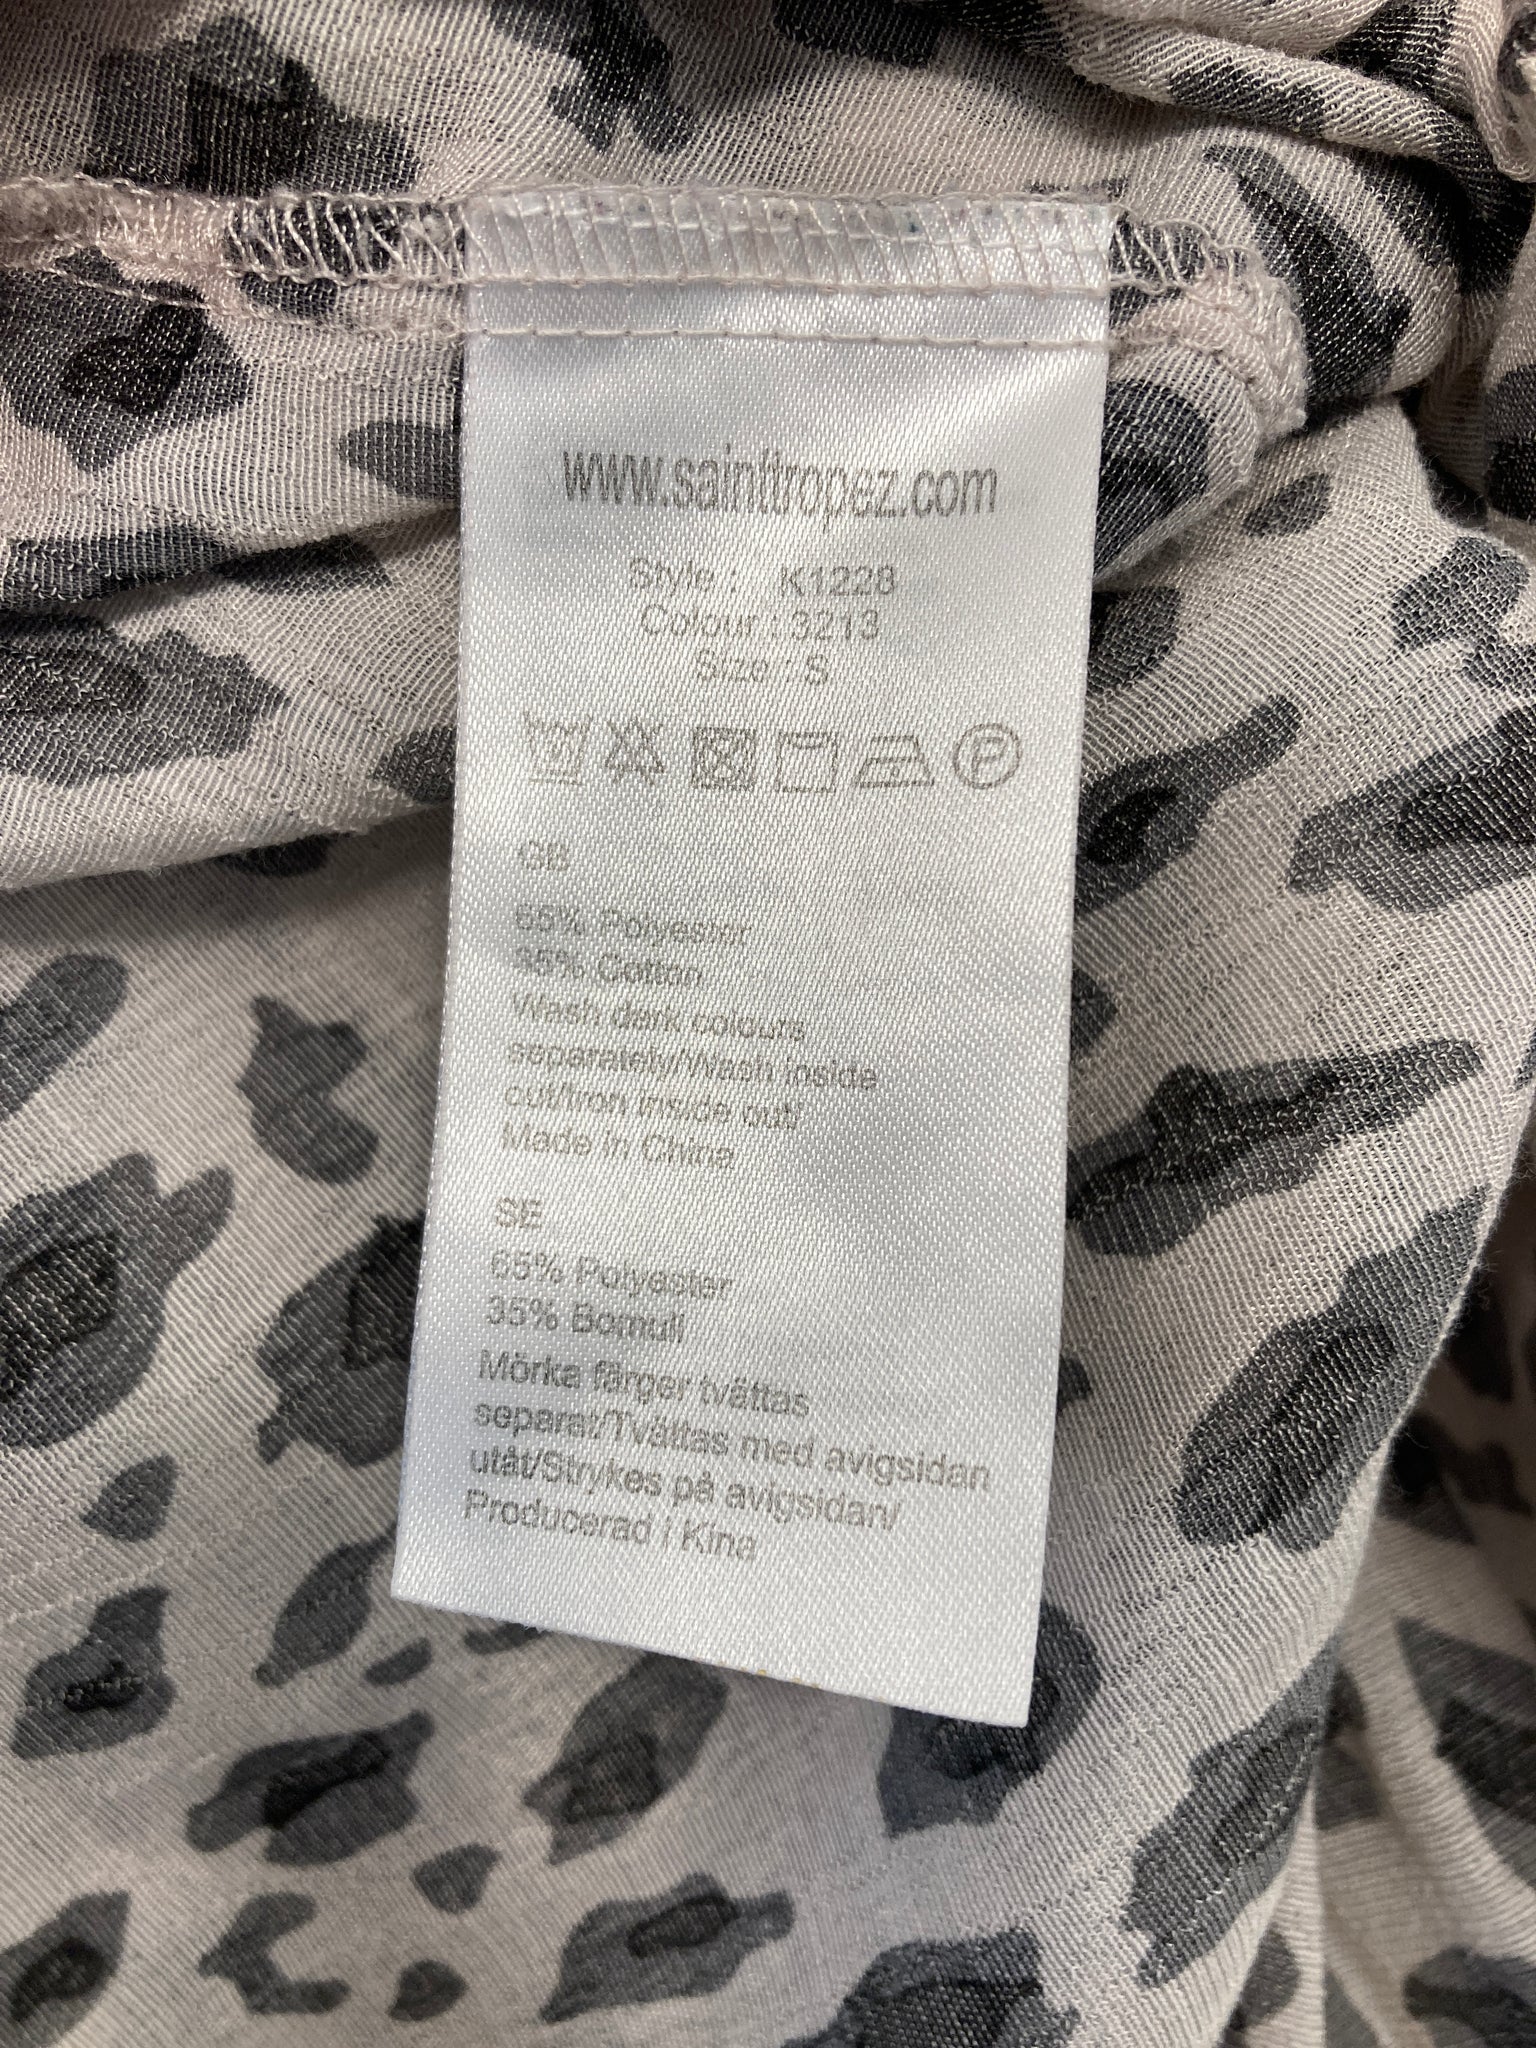 www.sainttropez.com
Style : K1228
Colour : 3213
Size : S
P
GB
65% Polyester
35% Cotton
Wash dark colours
separately/Wash inside
out/Iron inside out/
Made in China
SE
65% Polyester
35% Bomull
Mörka färger tvättas
separat/Tvättas med avigsidan
utåt/Strykes på avigsidan/
Producerad i Kina